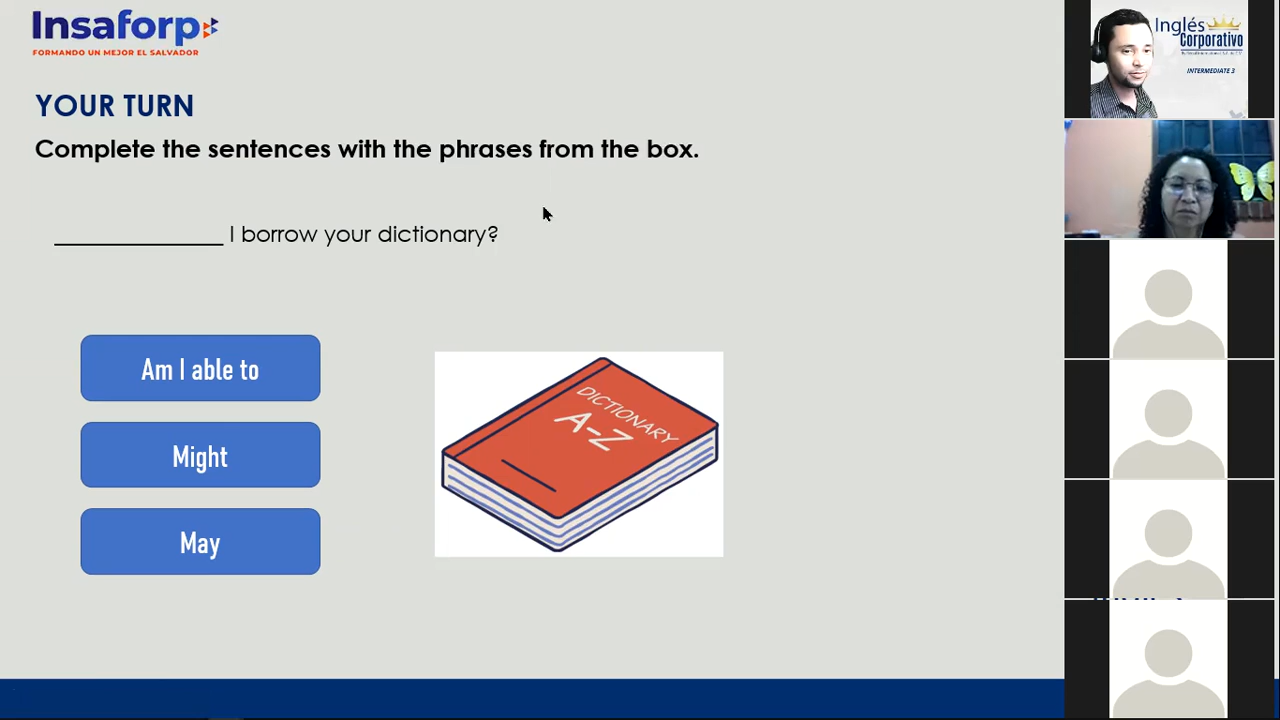 Insaforp
FORMANDO UN MEJOR EL SALVADOR
YOUR TURN
Complete the sentences with the phrases from the box.
______________ I borrow your dictionary?
Am I able to
Might
May
DICTIONARY
A-Z
Inglés
Corporativo
INTERMEDIATE 3